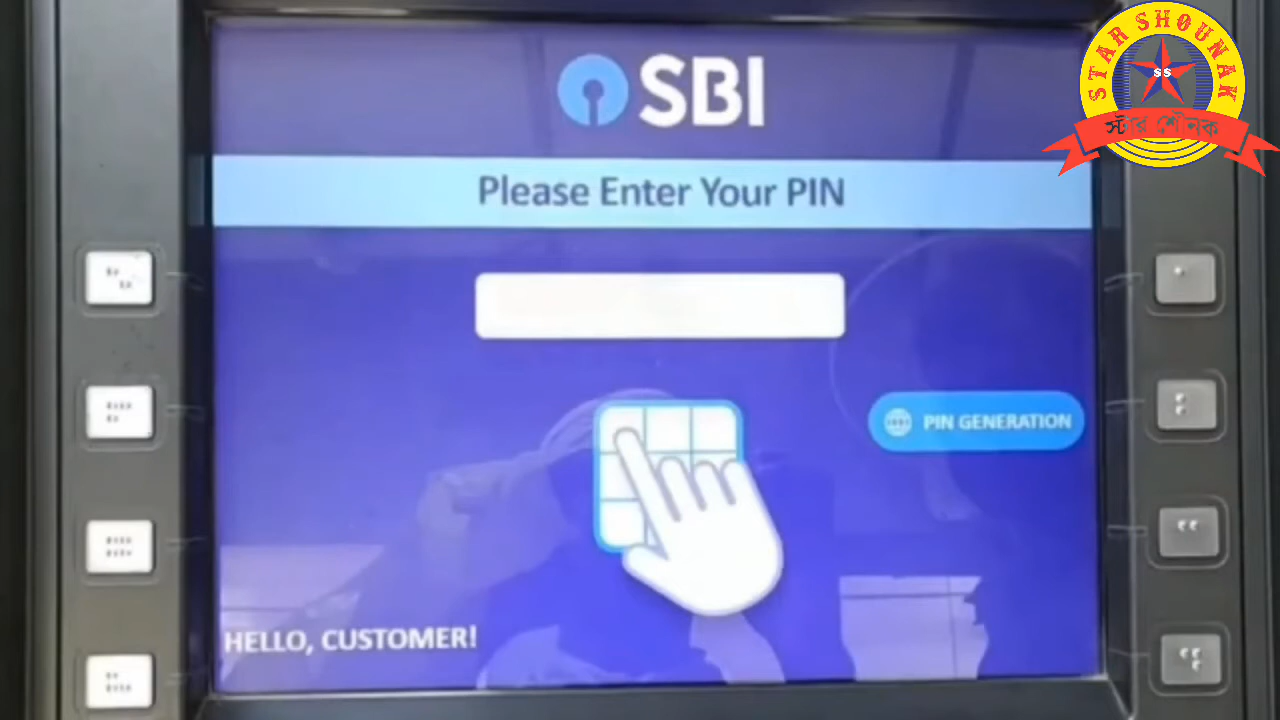 SBI
STAR SHOUNAK
SS
স্টার শৌনক
Please Enter Your PIN
PIN GENERATION
HELLO, CUSTOMER!